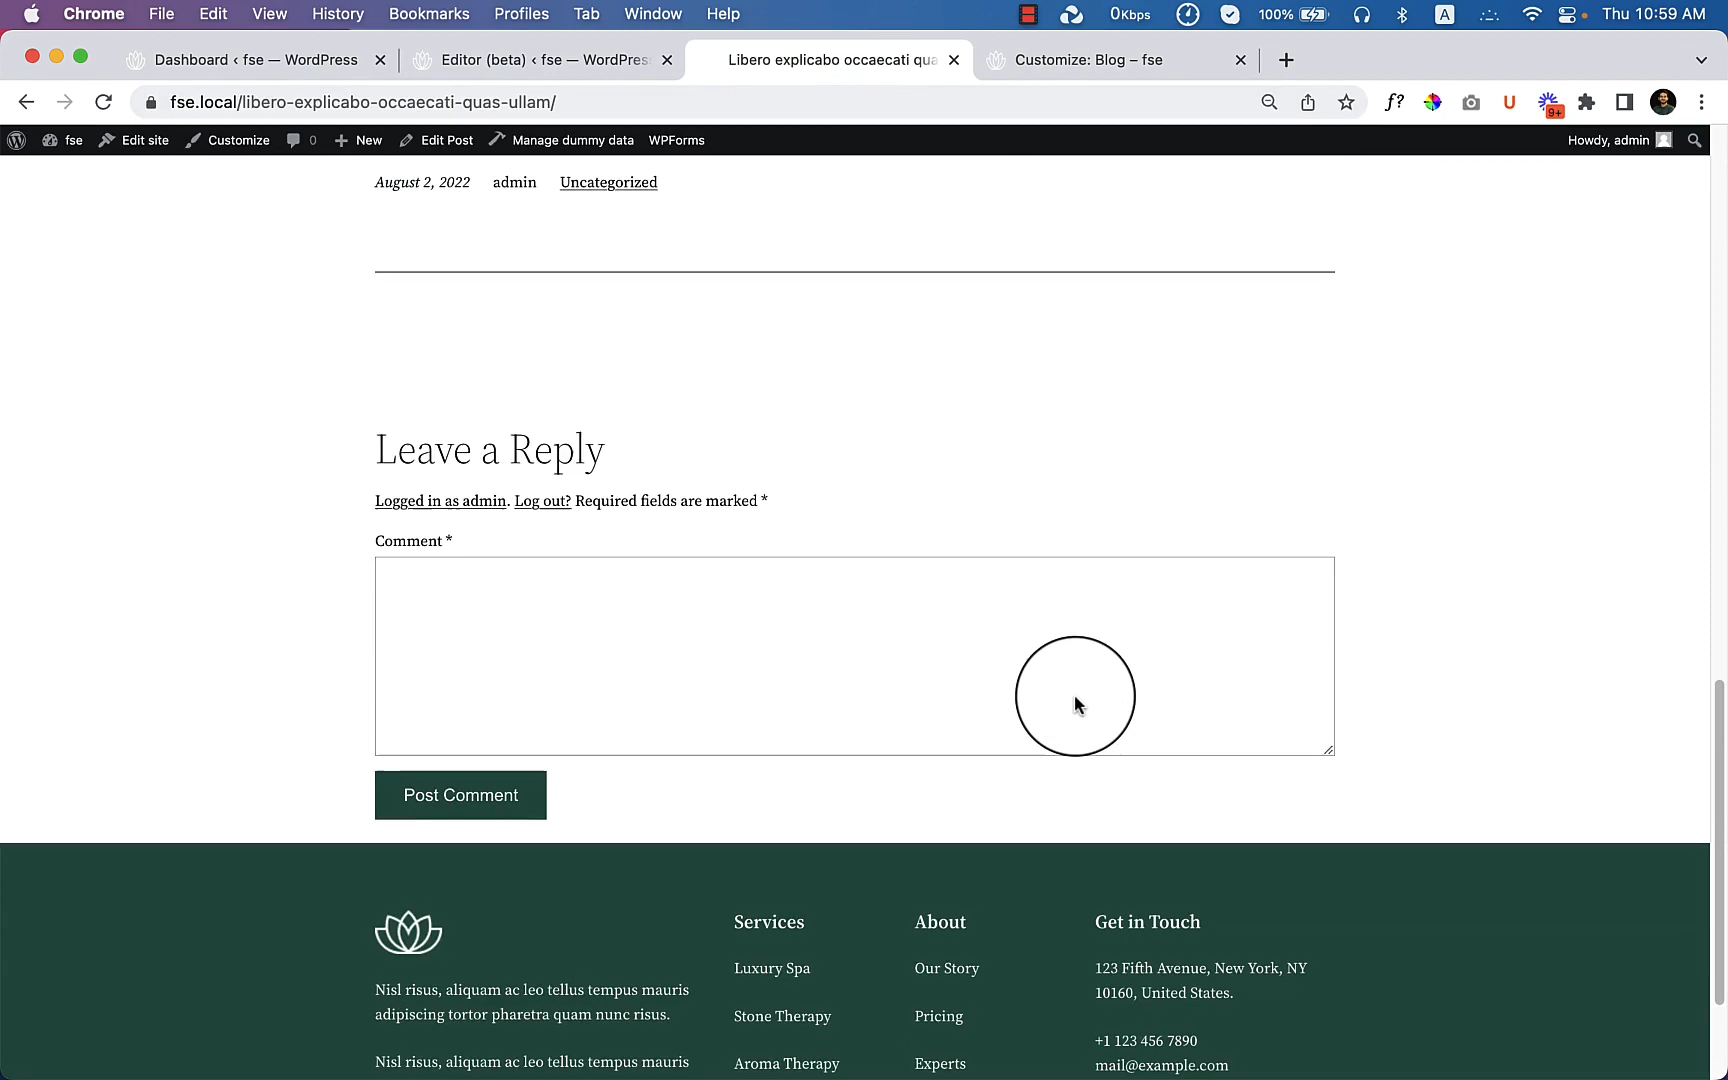 Chrome File Edit View History Bookmarks Profiles Tab Window Help 0Kbps 100% A Thu 10:59 AM
Dashboard ‹ fse — WordPress Editor (beta) ‹ fse — WordPres Libero explicabo occaecati qua Customize: Blog – fse
fse.local/libero-explicabo-occaecati-quas-ullam/ f? U 9+
fse Edit site Customize 0 New Edit Post Manage dummy data WPForms Howdy, admin
August 2, 2022 admin Uncategorized
Leave a Reply
Logged in as admin. Log out? Required fields are marked *
Comment *
Post Comment
Services About Get in Touch
Luxury Spa Our Story 123 Fifth Avenue, New York, NY
Nisl risus, aliquam ac leo tellus tempus mauris 10160, United States.
adipiscing tortor pharetra quam nunc risus. Stone Therapy Pricing
+1 123 456 7890
Nisl risus, aliquam ac leo tellus tempus mauris Aroma Therapy Experts mail@example.com